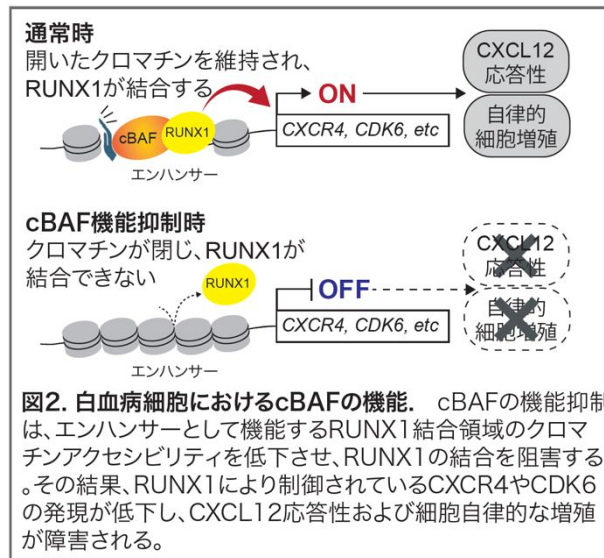 通常時
開いたクロマチンを維持され、
RUNX1が結合する
cBAF
RUNX1
エンハンサー
ON
CXCR4, CDK6, etc
CXCL12
応答性
自律的
細胞増殖
cBAF機能抑制時
クロマチンが閉じ、RUNX1が
結合できない
RUNX1
エンハンサー
OFF
CXCR4, CDK6, etc
CXCL12
応答性
自律的
細胞増殖
図2. 白血病細胞におけるcBAFの機能. cBAFの機能抑制
は、エンハンサーとして機能するRUNX1結合領域のクロマ
チンアクセシビリティを低下させ、RUNX1の結合を阻害する
。その結果、RUNX1により制御されているCXCR4やCDK6
の発現が低下し、CXCL12応答性および細胞自律的な増殖
が障害される。